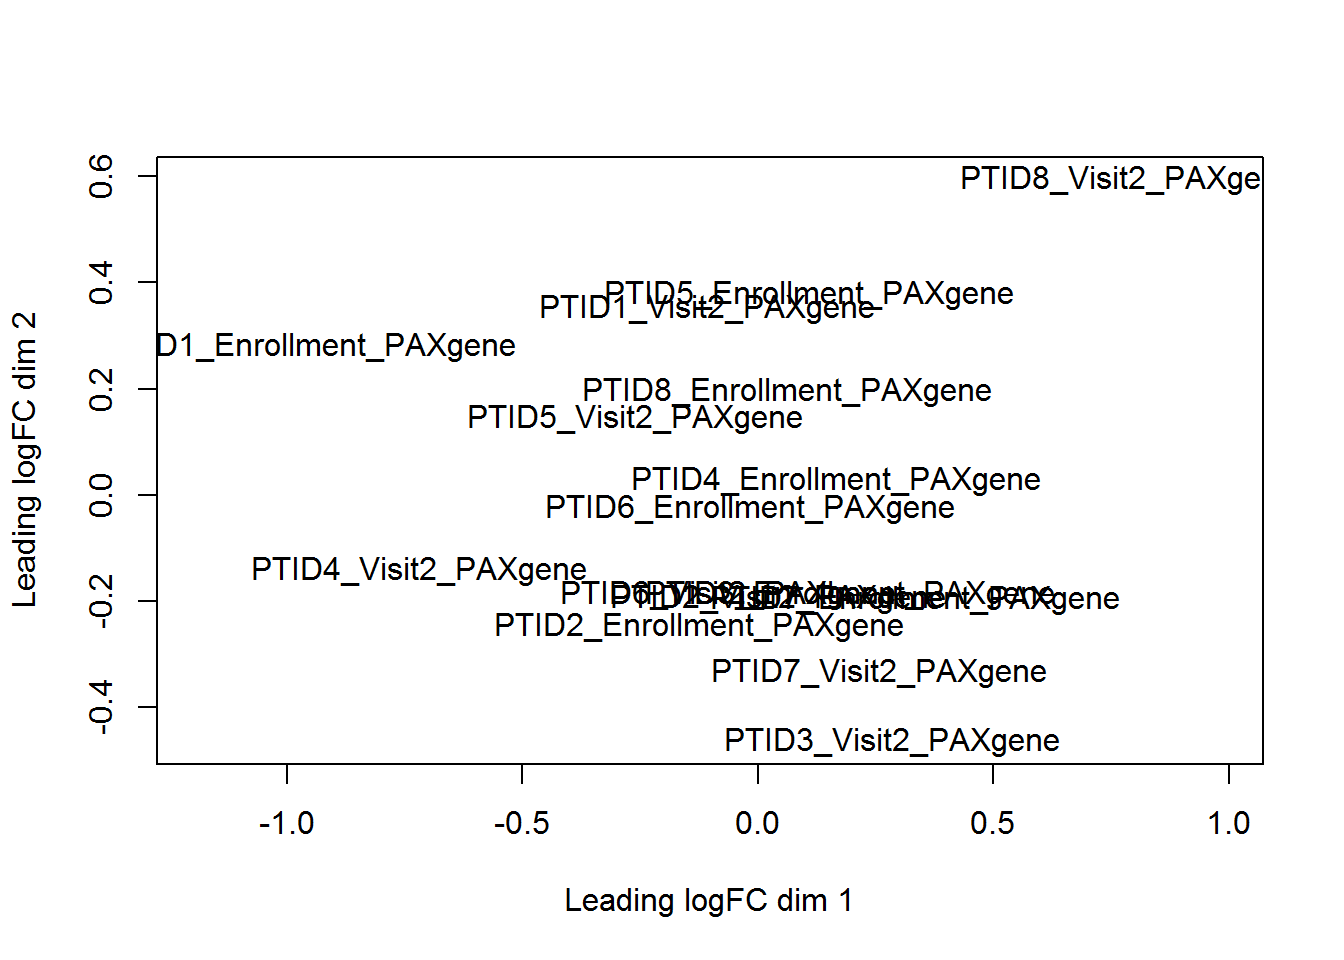 0.6
PTID8_Visit2_PAXge
0.4
PTID5_Enrollment_PAXgene
PTID1_Visit2_PAXgene
D1_Enrollment_PAXgene
0.2
PTID8_Enrollment_PAXgene
PTID5_Visit2_PAXgene
0.0
PTID4_Enrollment_PAXgene
PTID6_Enrollment_PAXgene
PTID4_Visit2_PAXgene
-0.2
PTID2_Enrollment_PAXgene
PTID7_Visit2_PAXgene
-0.4
PTID3_Visit2_PAXgene
Leading logFC dim 2
-1.0 -0.5 0.0 0.5 1.0
Leading logFC dim 1